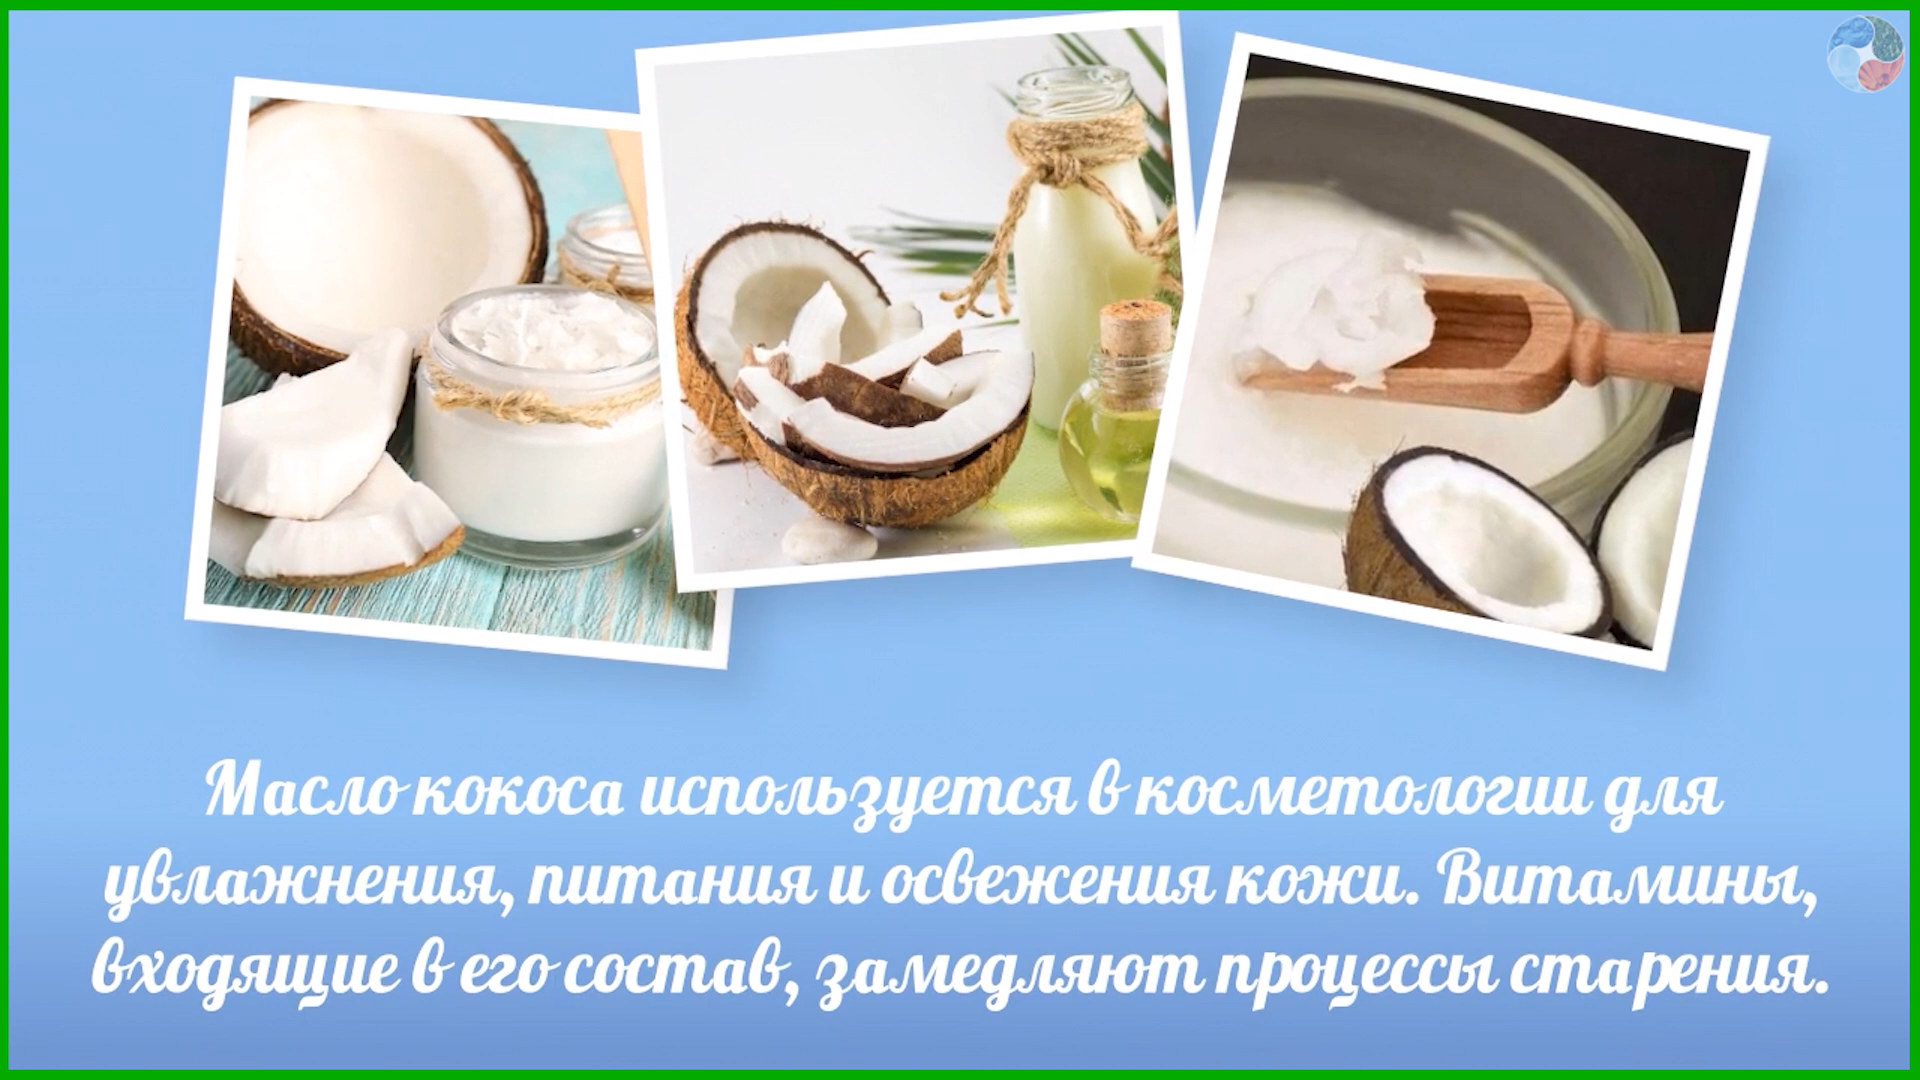 Масло кокоса используется в косметологии для
увлажнения, питания и освежения кожи. Витамины,
входящие в его состав, замедляют процессы старения.